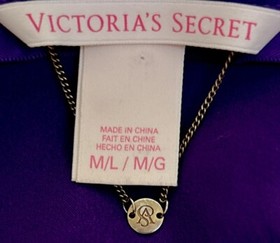 VICTORIA'S SECRET
MADE IN CHINA
FAIT EN CHINE
HECHO EN CHINA
M/L / M/G